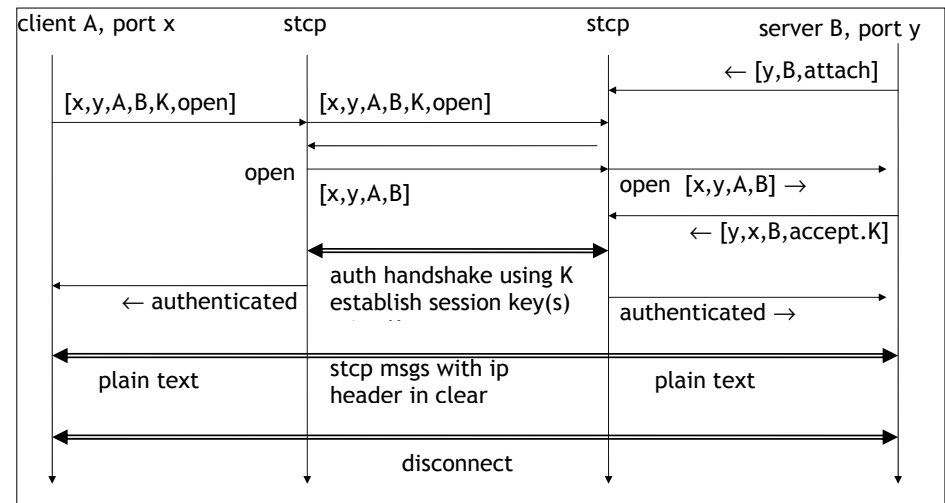 client A, port x
stcp
stcp
server B, port y
← [y,B,attach]
[x,y,A,B,K,open]
[x,y,A,B,K,open]
open
[x,y,A,B]
open [x,y,A,B] →
← [y,x,B,accept.K]
auth handshake using K
establish session key(s)
← authenticated
authenticated →
plain text
stcp msgs with ip
header in clear
plain text
disconnect